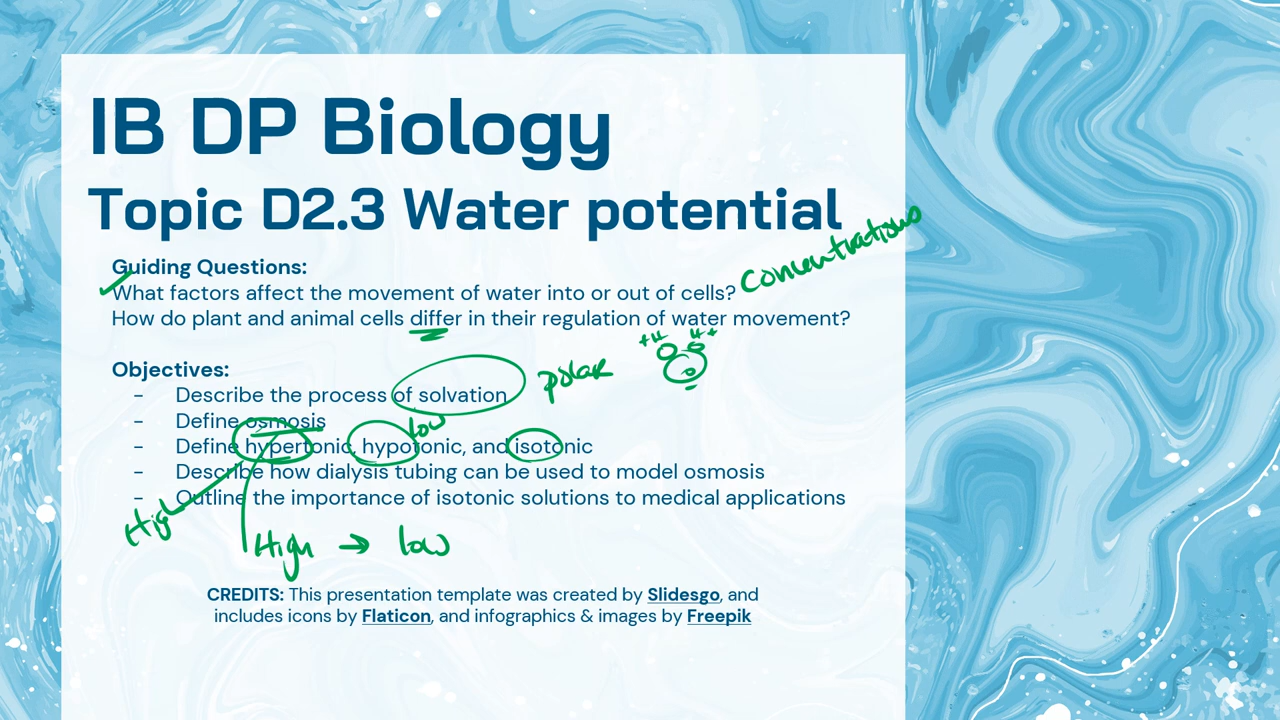 IB DP Biology
Topic D2.3 Water potential
Concentrations
Guiding Questions:
What factors affect the movement of water into or out of cells?
How do plant and animal cells differ in their regulation of water movement?
+H H+
Objectives:
- Describe the process of solvation
polar
- Define osmosis
low
- Define hypertonic, hypotonic, and isotonic
- Describe how dialysis tubing can be used to model osmosis
- Outline the importance of isotonic solutions to medical applications
High
High → low
CREDITS: This presentation template was created by Slidesgo, and
includes icons by Flaticon, and infographics & images by Freepik